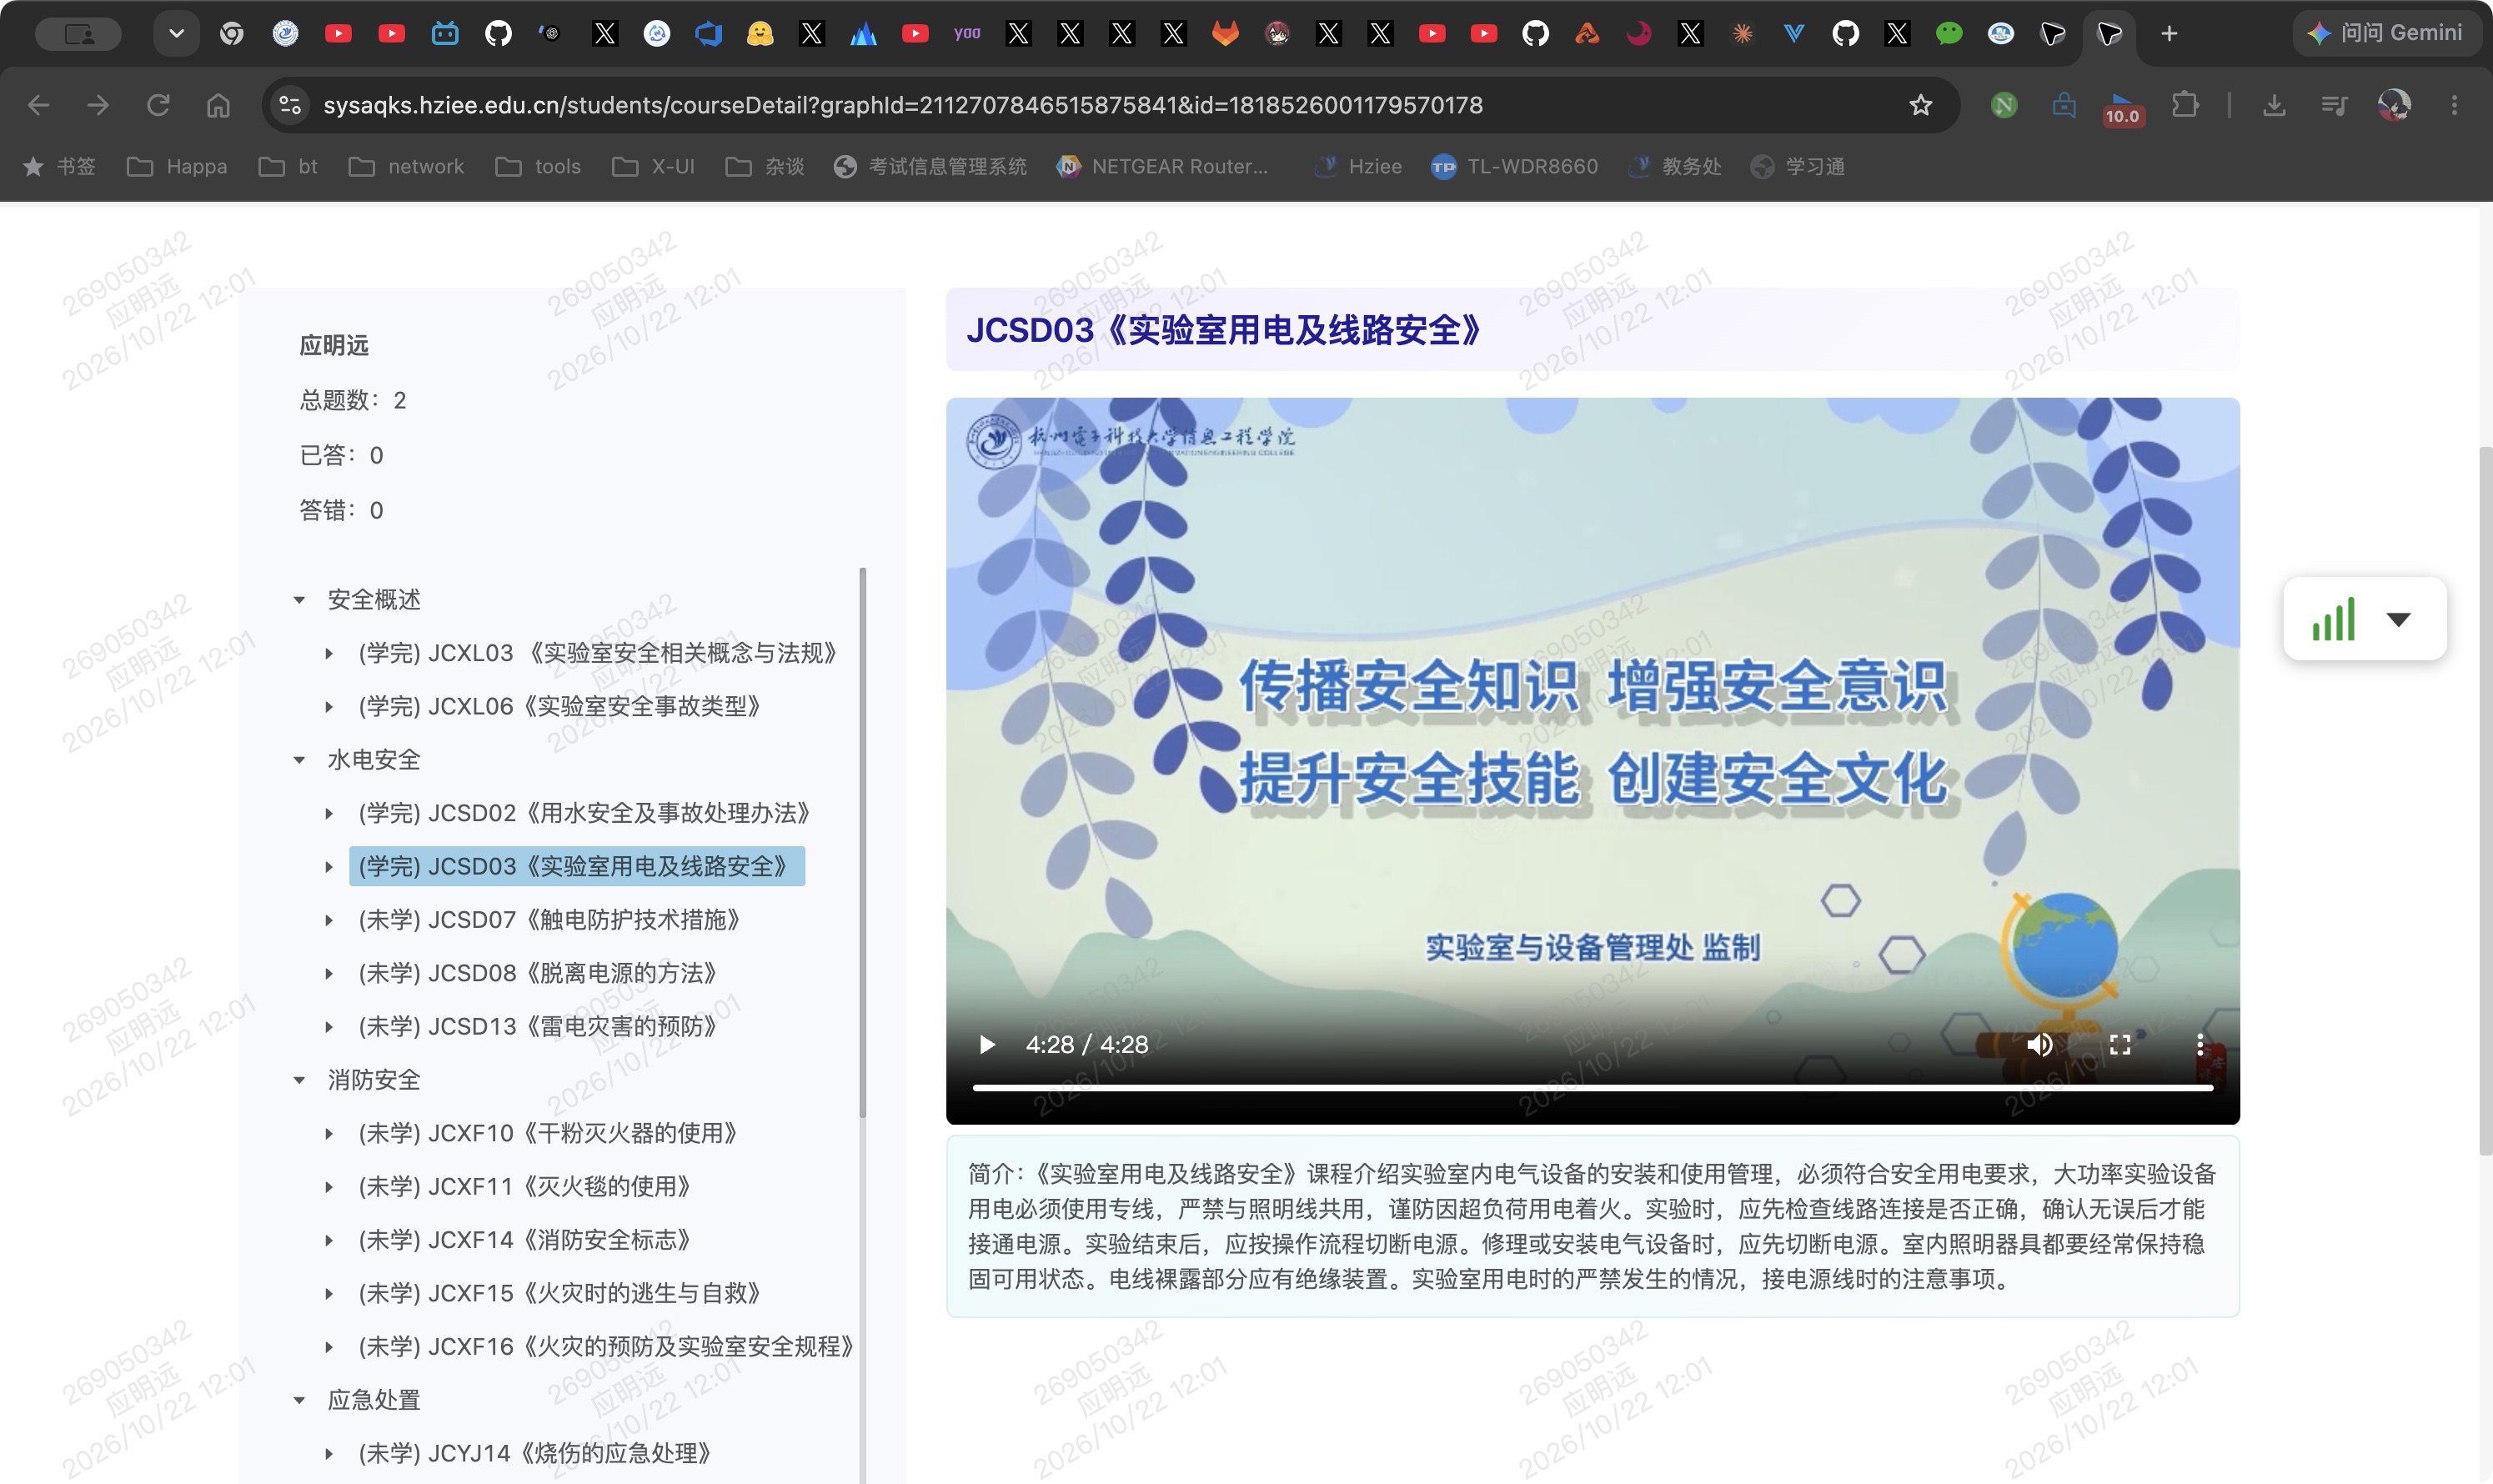 yoo
问问 Gemini
sysaqks.hziee.edu.cn/students/courseDetail?graphId=2112707846515875841&id=1818526001179570178
N
10.0
书签
Happa
bt
network
tools
X-UI
杂谈
考试信息管理系统
N
NETGEAR Router...
Hziee
TP
TL-WDR8660
教务处
学习通
应明远
总题数：2
已答：0
答错：0
安全概述
(学完) JCXL03 《实验室安全相关概念与法规》
(学完) JCXL06《实验室安全事故类型》
水电安全
(学完) JCSD02《用水安全及事故处理办法》
(学完) JCSD03《实验室用电及线路安全》
(未学) JCSD07《触电防护技术措施》
(未学) JCSD08《脱离电源的方法》
(未学) JCSD13《雷电灾害的预防》
消防安全
(未学) JCXF10《干粉灭火器的使用》
(未学) JCXF11《灭火毯的使用》
(未学) JCXF14《消防安全标志》
(未学) JCXF15《火灾时的逃生与自救》
(未学) JCXF16《火灾的预防及实验室安全规程》
应急处置
(未学) JCYJ14《烧伤的应急处理》
JCSD03《实验室用电及线路安全》
杭州电子科技大学信息工程学院
传播安全知识 增强安全意识
提升安全技能 创建安全文化
实验室与设备管理处 监制
4:28 / 4:28
简介：《实验室用电及线路安全》课程介绍实验室内电气设备的安装和使用管理，必须符合安全用电要求，大功率实验设备
用电必须使用专线，严禁与照明线共用，谨防因超负荷用电着火。实验时，应先检查线路连接是否正确，确认无误后才能
接通电源。实验结束后，应按操作流程切断电源。修理或安装电气设备时，应先切断电源。室内照明器具都要经常保持稳
固可用状态。电线裸露部分应有绝缘装置。实验室用电时的严禁发生的情况，接电源线时的注意事项。
269050342
应明远
2026/10/22 12:01